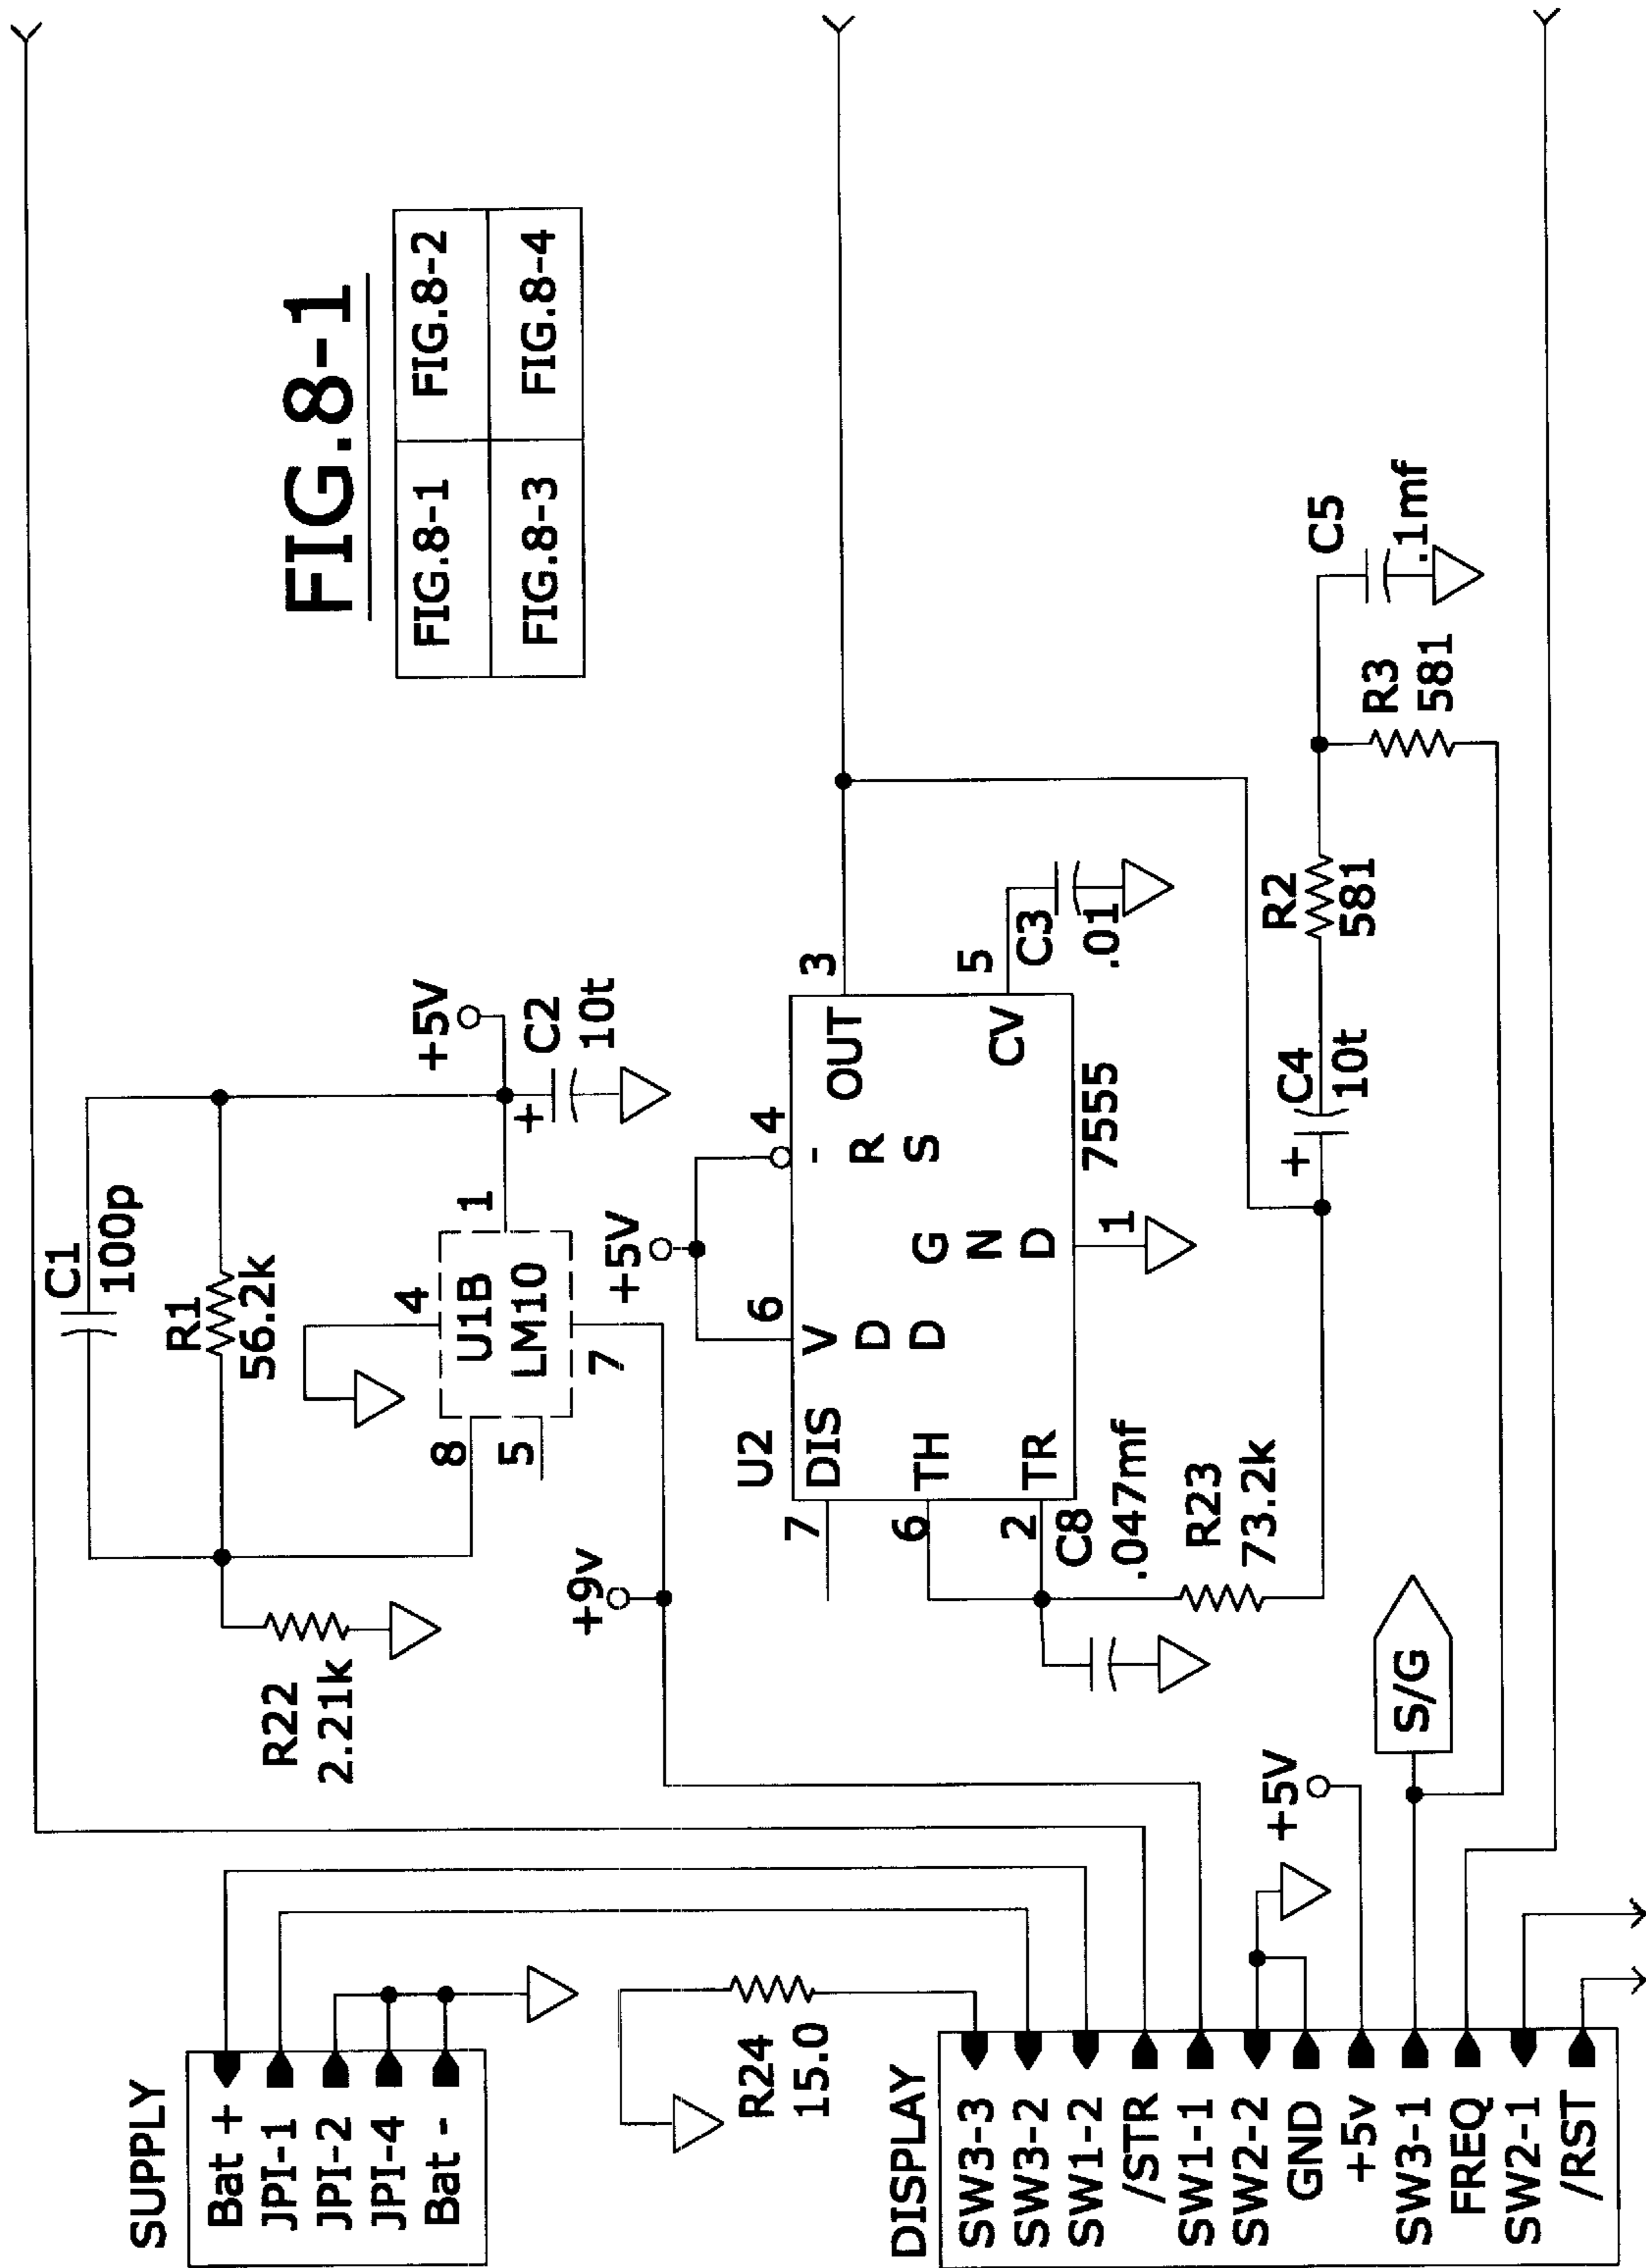 FIG.8-1
FIG.8-1 FIG.8-2
FIG.8-3 FIG.8-4
C1
100p
R1
56.2k
R22
2.21k
4
U1B
LM10
8
5
7
1
+5V
+
C2
10t
+9v
+5V
U2
7
6
4
3
DIS
V
D
D
-
R
S
OUT
6
TH
G
N
D
CV
5
2
TR
1
7555
C3
.01
C8
.047mf
R23
73.2k
+
C4
10t
R2
581
C5
.1mf
R3
581
SUPPLY
Bat +
JPI-1
JPI-2
JPI-4
Bat -
R24
15.0
DISPLAY
SW3-3
SW3-2
SW1-2
/STR
SW1-1
SW2-2
GND
+5v
SW3-1
FREQ
SW2-1
/RST
+5V
S/G